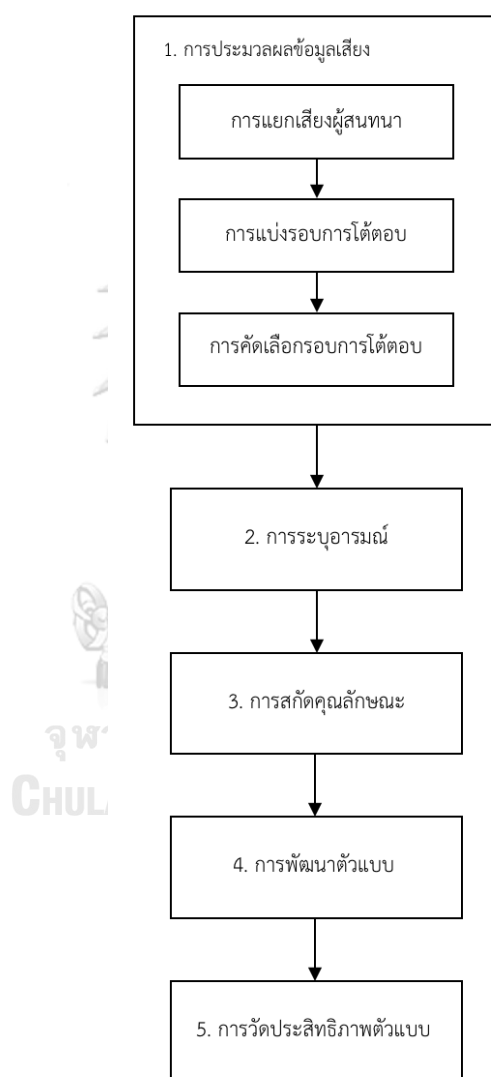 1. การประมวลผลข้อมูลเสียง
การแยกเสียงผู้สนทนา
การแบ่งรอบการโต้ตอบ
การคัดเลือกรอบการโต้ตอบ
2. การระบุอารมณ์
3. การสกัดคุณลักษณะ
4. การพัฒนาตัวแบบ
5. การวัดประสิทธิภาพตัวแบบ